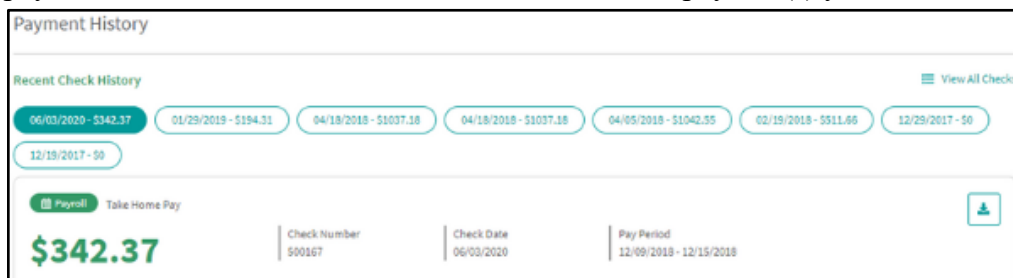 Payment History
Recent Check History
View All Checks
06/03/2020 - $342.37 01/29/2019 - $194.31 04/18/2018 - $1037.18 04/18/2018 - $1037.18 04/05/2018 - $1042.55 02/19/2018 - $511.66 12/29/2017 - $0
12/19/2017 - $0
Payroll Take Home Pay
$342.37
Check Number
500167
Check Date
06/03/2020
Pay Period
12/09/2018 - 12/15/2018